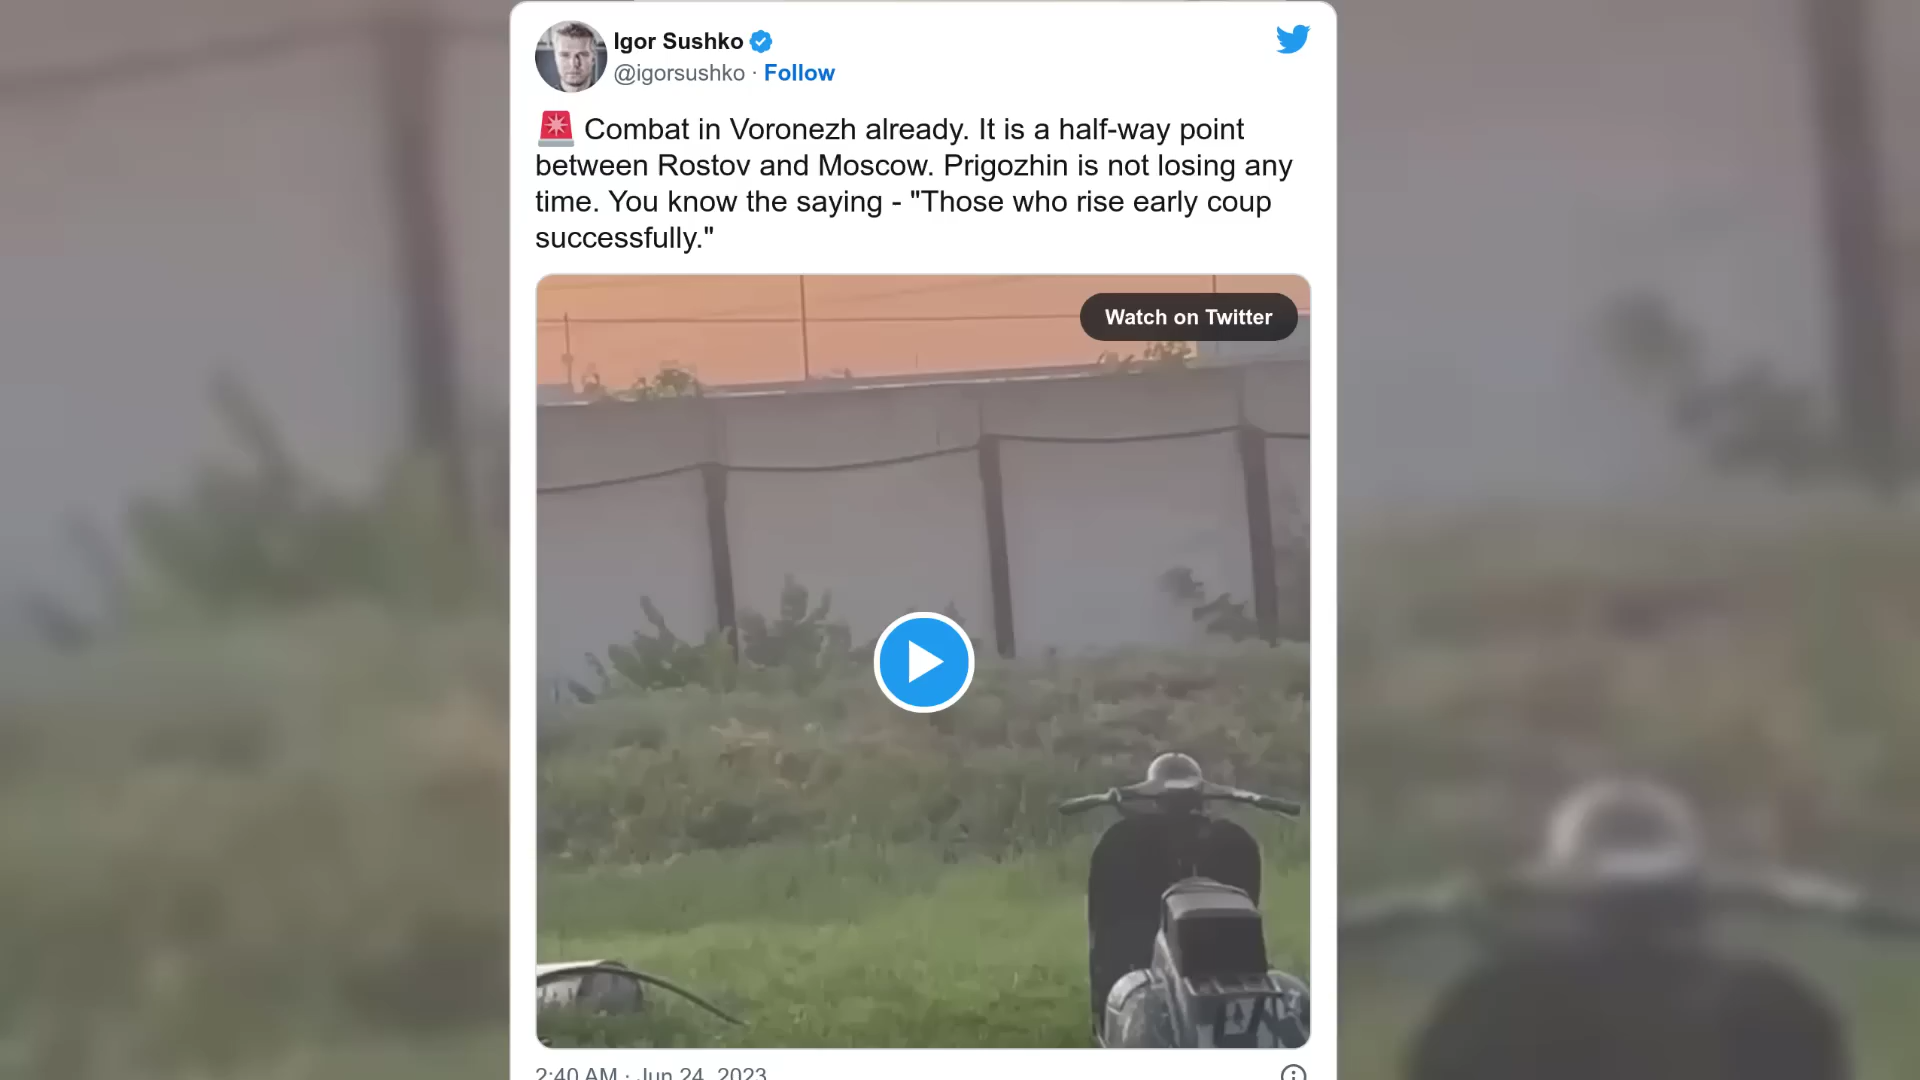 Igor Sushko
@igorsushko · Follow
🚨 Combat in Voronezh already. It is a half-way point
between Rostov and Moscow. Prigozhin is not losing any
time. You know the saying - "Those who rise early coup
successfully."
Watch on Twitter
2:40 AM · Jun 24, 2023